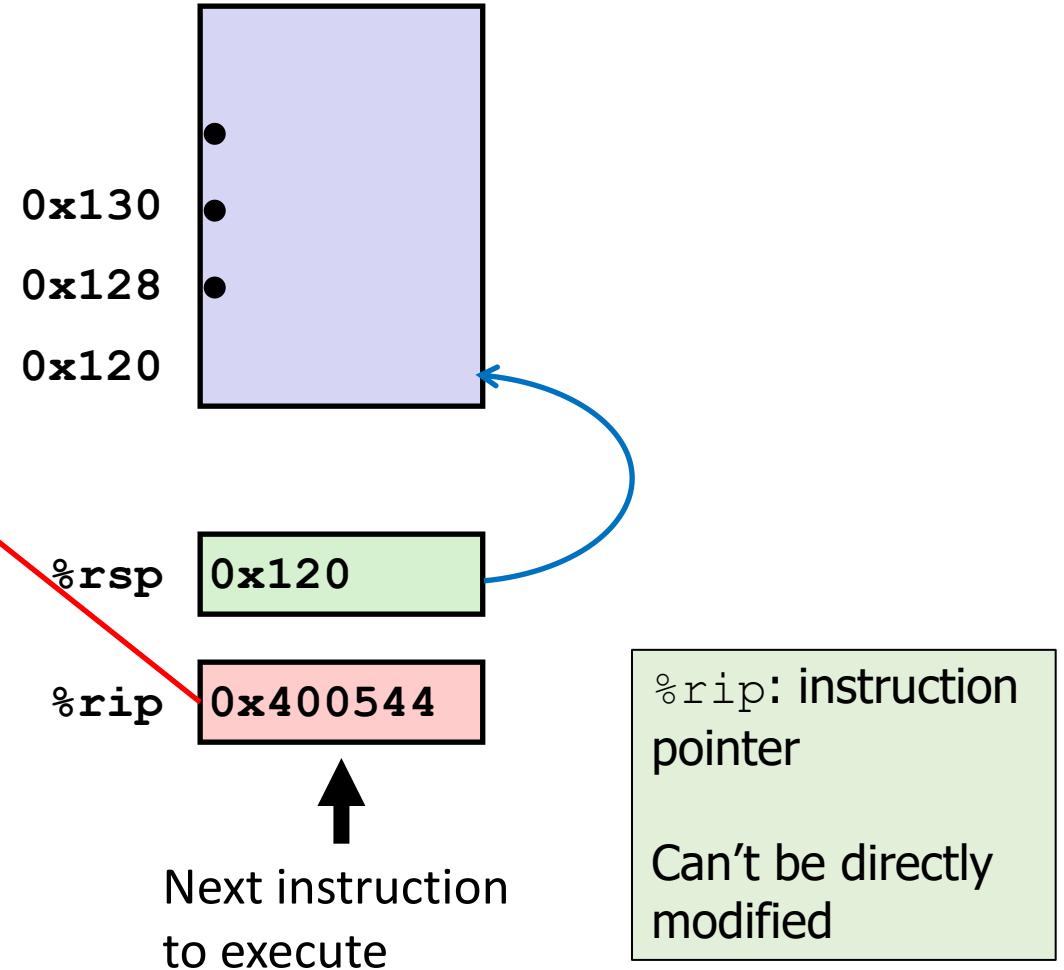 0x130
0x128
0x120
%rsp 0x120
%rip 0x400544
Next instruction
to execute
%rip: instruction
pointer
Can’t be directly
modified